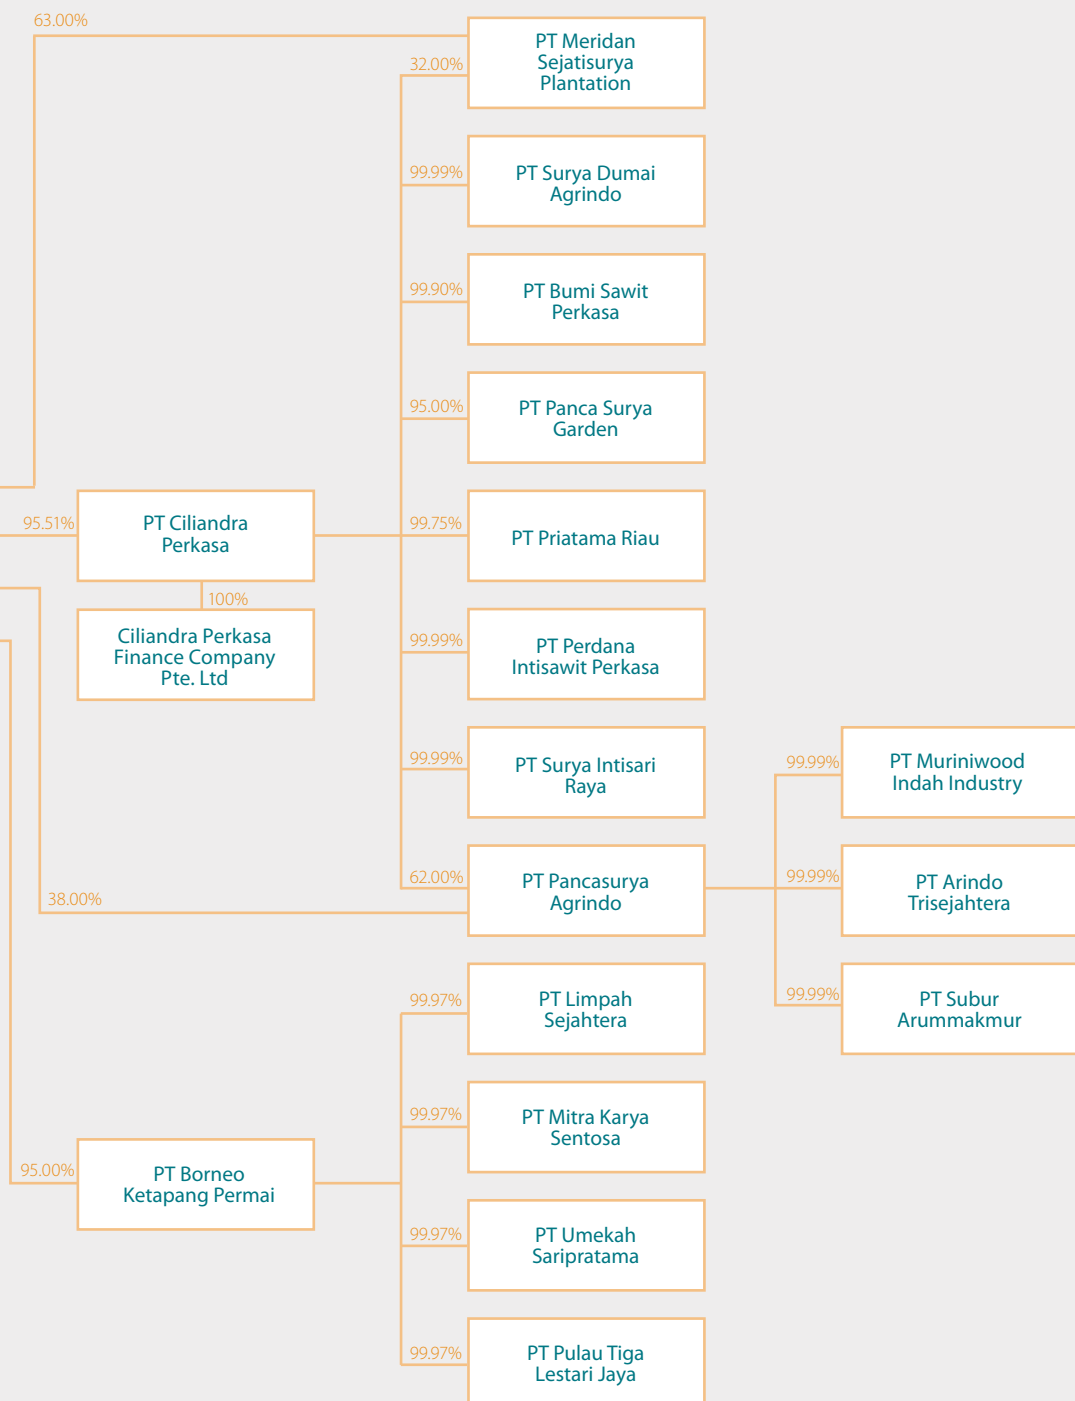 63.00%
PT Meridan
Sejatisurya
Plantation
32.00%
99.99%
PT Surya Dumai
Agrindo
99.90%
PT Bumi Sawit
Perkasa
95.00%
PT Panca Surya
Garden
95.51%
PT Ciliandra
Perkasa
99.75%
PT Priatama Riau
100%
Ciliandra Perkasa
Finance Company
Pte. Ltd
99.99%
PT Perdana
Intisawit Perkasa
99.99%
PT Surya Intisari
Raya
99.99%
PT Muriniwood
Indah Industry
62.00%
PT Pancasurya
Agrindo
99.99%
PT Arindo
Trisejahtera
38.00%
99.97%
PT Limpah
Sejahtera
99.99%
PT Subur
Arummakmur
99.97%
PT Mitra Karya
Sentosa
95.00%
PT Borneo
Ketapang Permai
99.97%
PT Umekah
Saripratama
99.97%
PT Pulau Tiga
Lestari Jaya